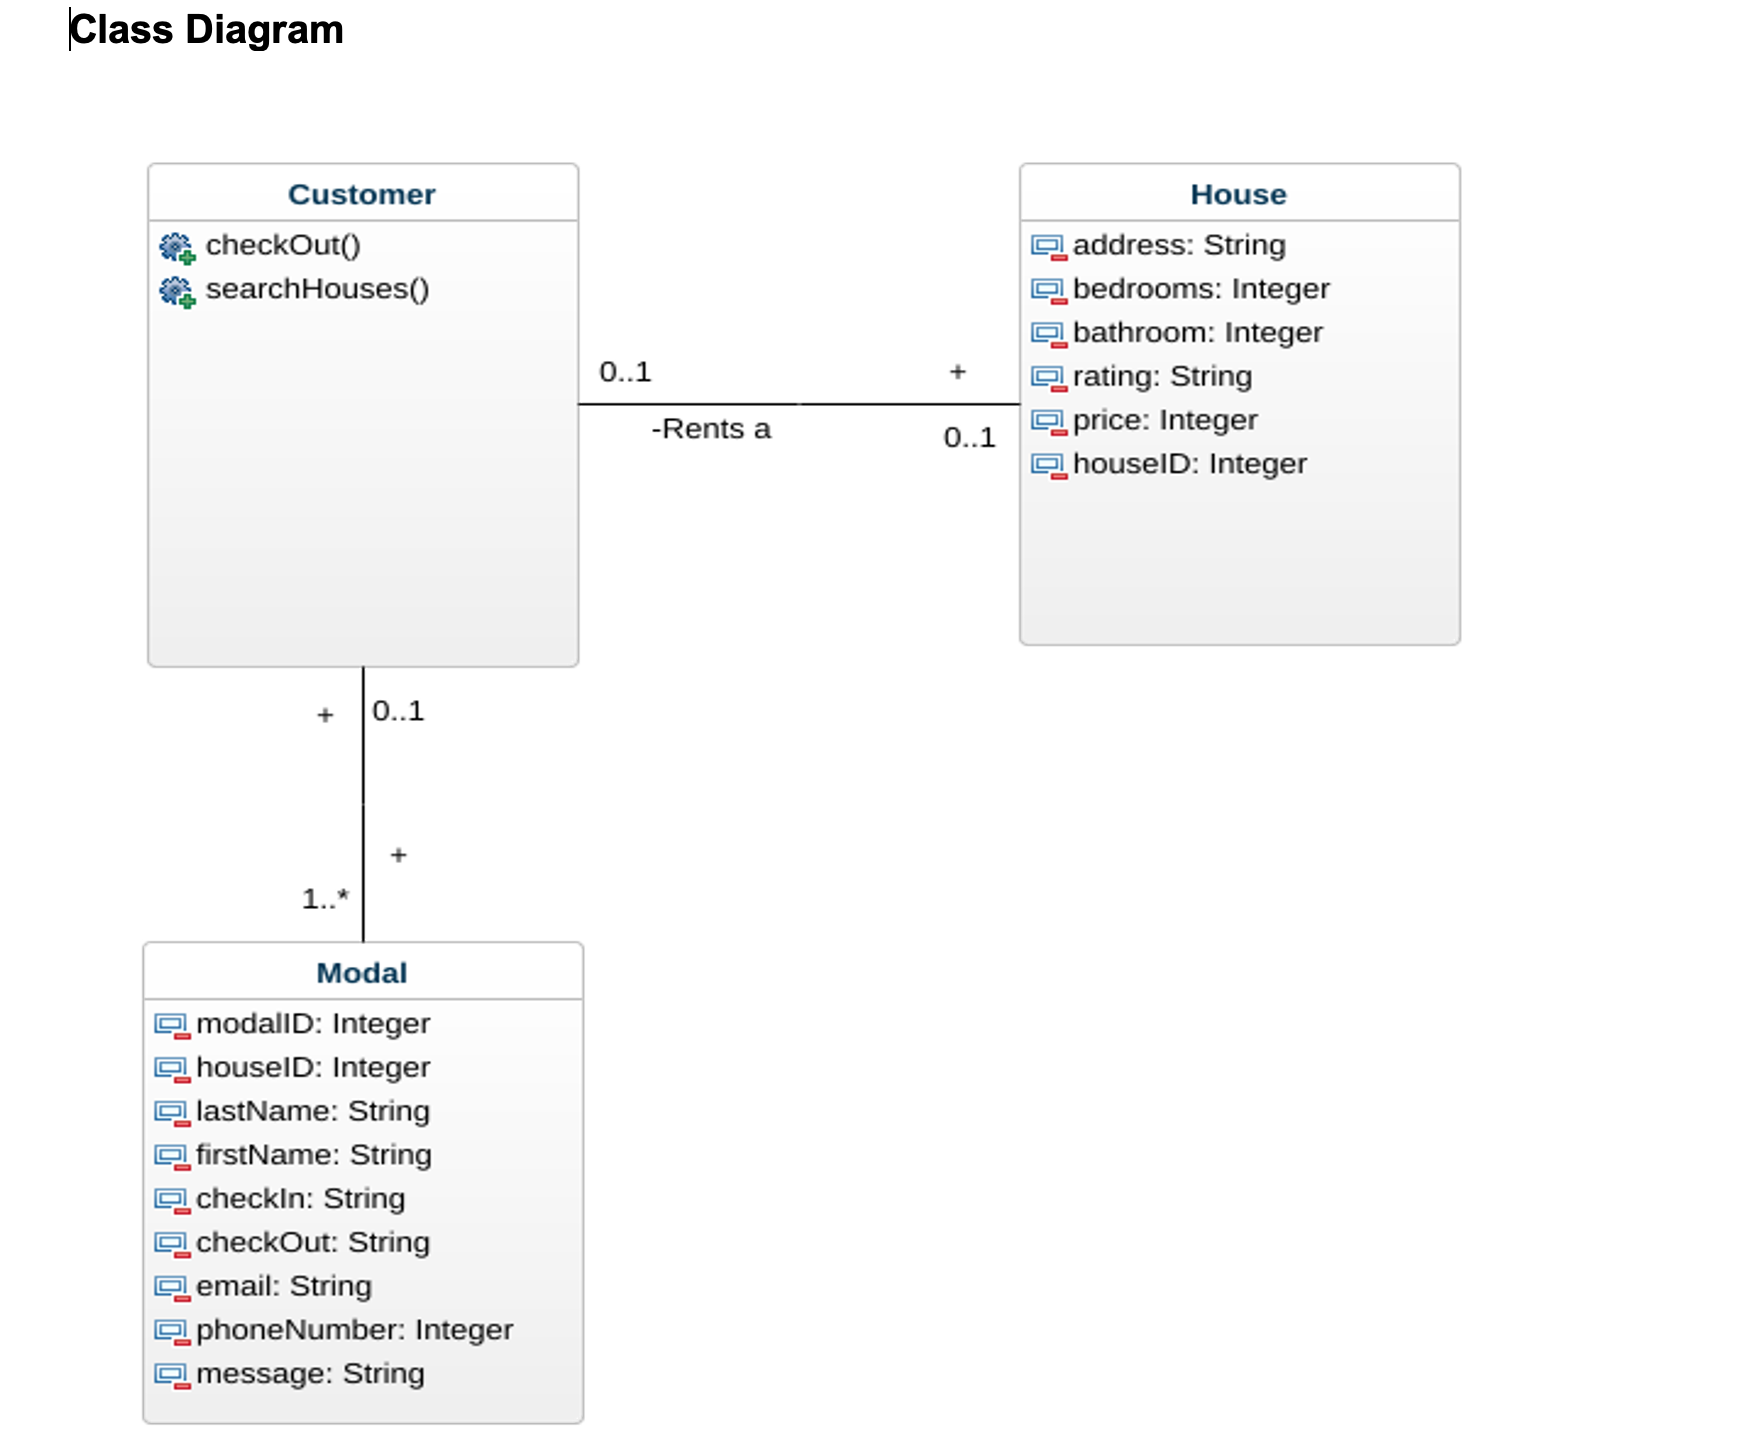 Class Diagram
Customer
checkOut()
searchHouses()
House
address: String
bedrooms: Integer
bathroom: Integer
rating: String
price: Integer
houseID: Integer
0..1
+
-Rents a
0..1
+
0..1
+
1..*
Modal
modalID: Integer
houseID: Integer
lastName: String
firstName: String
checkIn: String
checkOut: String
email: String
phoneNumber: Integer
message: String